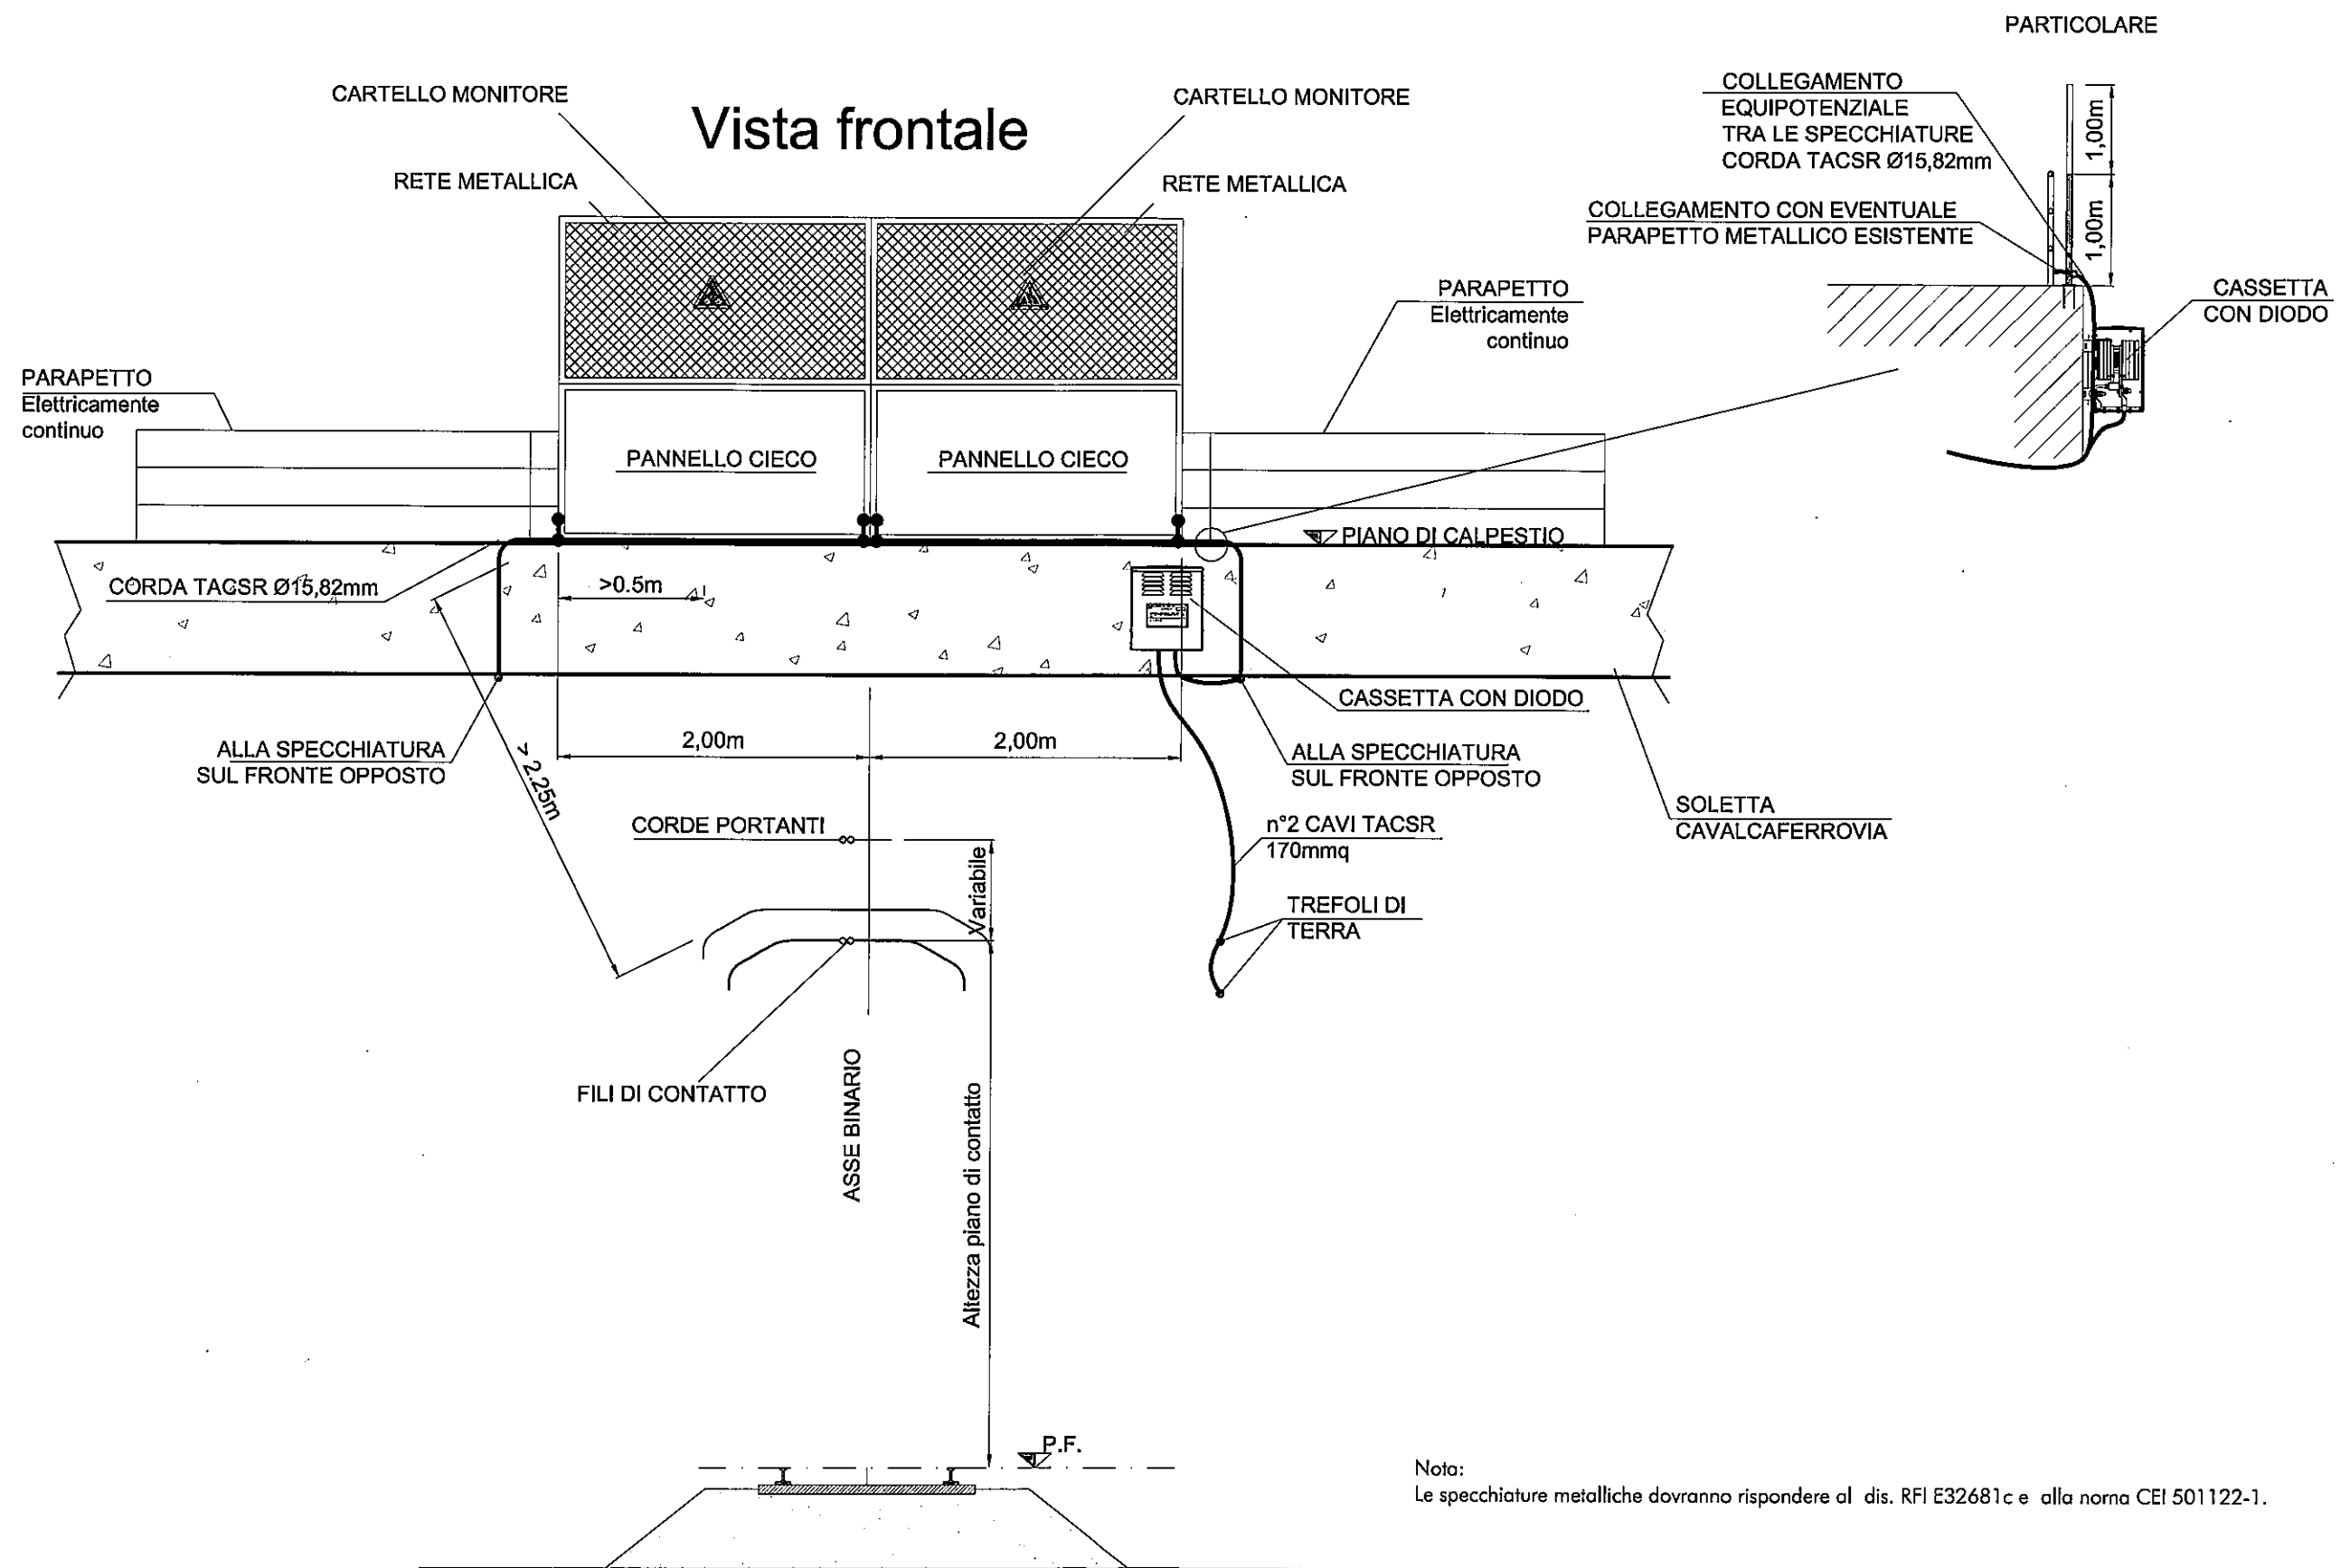 PARTICOLARE
CARTELLO MONITORE
Vista frontale
CARTELLO MONITORE
RETE METALLICA
RETE METALLICA
COLLEGAMENTO
EQUIPOTENZIALE
TRA LE SPECCHIATURE
CORDA TACSR Ø15,82mm
1,00m
1,00m
COLLEGAMENTO CON EVENTUALE
PARAPETTO METALLICO ESISTENTE
CASSETTA
CON DIODO
PARAPETTO
Elettricamente
continuo
PARAPETTO
Elettricamente
continuo
PANNELLO CIECO
PANNELLO CIECO
PIANO DI CALPESTIO
CORDA TACSR Ø15,82mm
>0.5m
CASSETTA CON DIODO
ALLA SPECCHIATURA
SUL FRONTE OPPOSTO
> 2.25m
2,00m
2,00m
ALLA SPECCHIATURA
SUL FRONTE OPPOSTO
SOLETTA
CAVALCAFERROVIA
CORDE PORTANTI
Variabile
n°2 CAVI TACSR
170mmq
TREFOLI DI
TERRA
FILI DI CONTATTO
ASSE BINARIO
Altezza piano di contatto
P.F.
Nota:
Le specchiature metalliche dovranno rispondere al dis. RFI E32681c e alla norna CEI 501122-1.